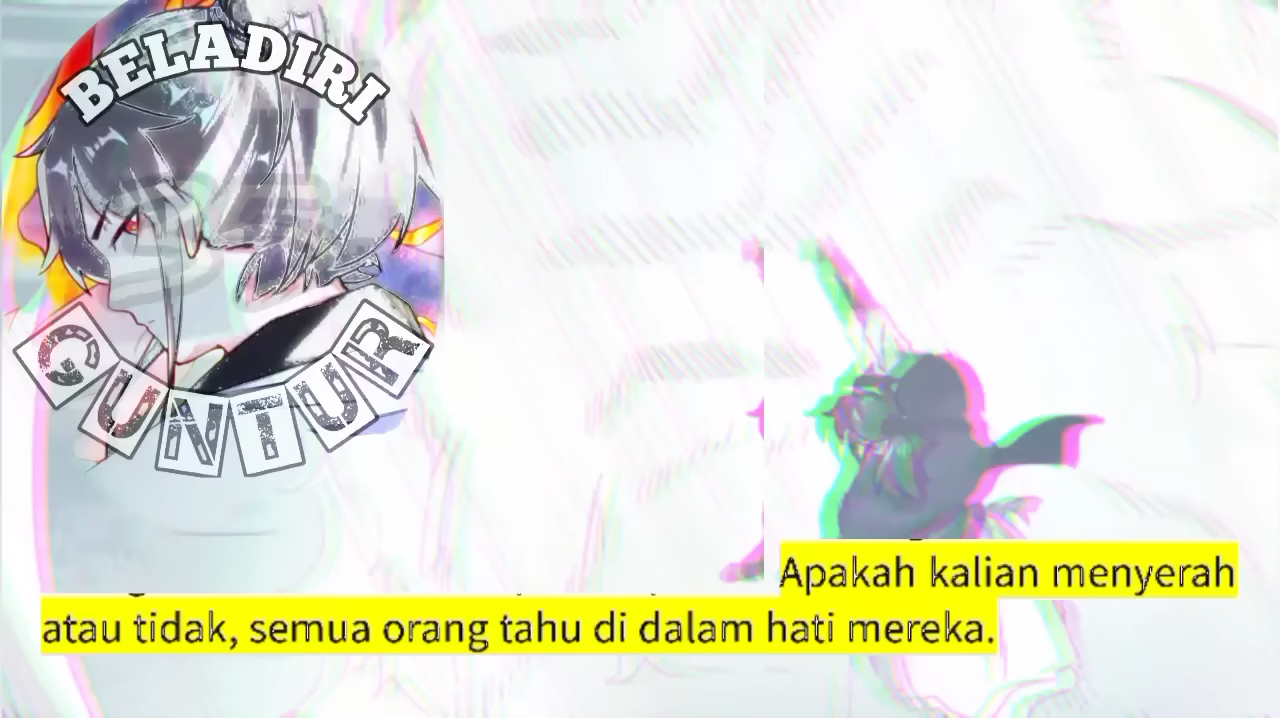 BELADIRI
GUNTUR
Apakah kalian menyerah
atau tidak, semua orang tahu di dalam hati mereka.